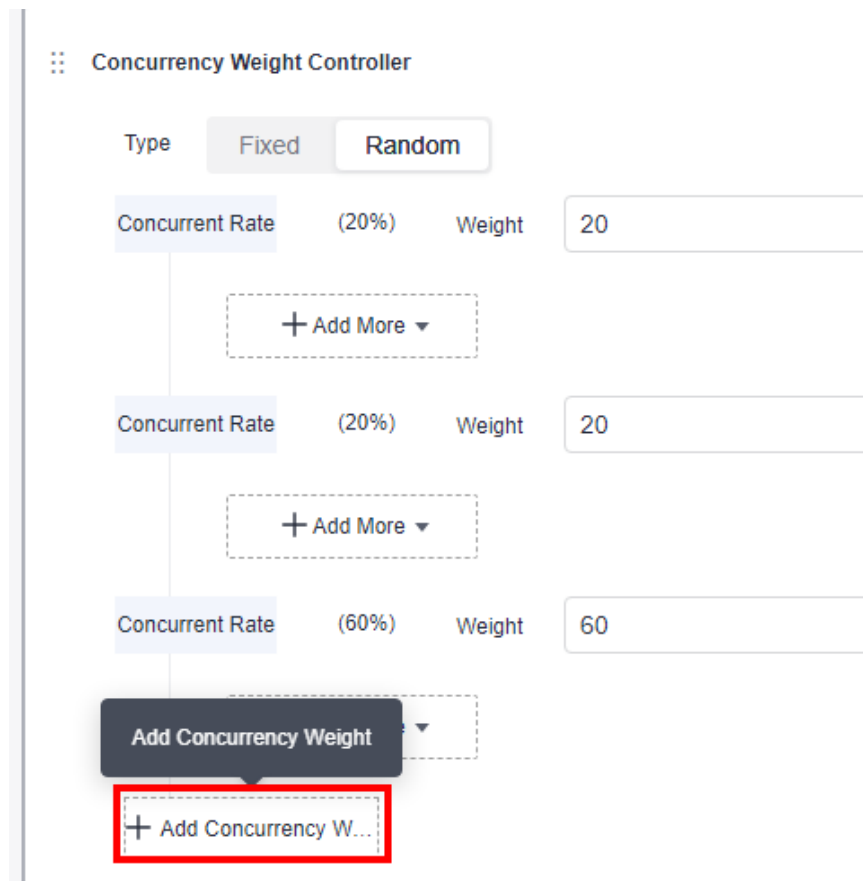 Concurrency Weight Controller
Type Fixed Random
Concurrent Rate (20%) Weight 20
+ Add More
Concurrent Rate (20%) Weight 20
+ Add More
Concurrent Rate (60%) Weight 60
Add Concurrency Weight
+ Add Concurrency W...